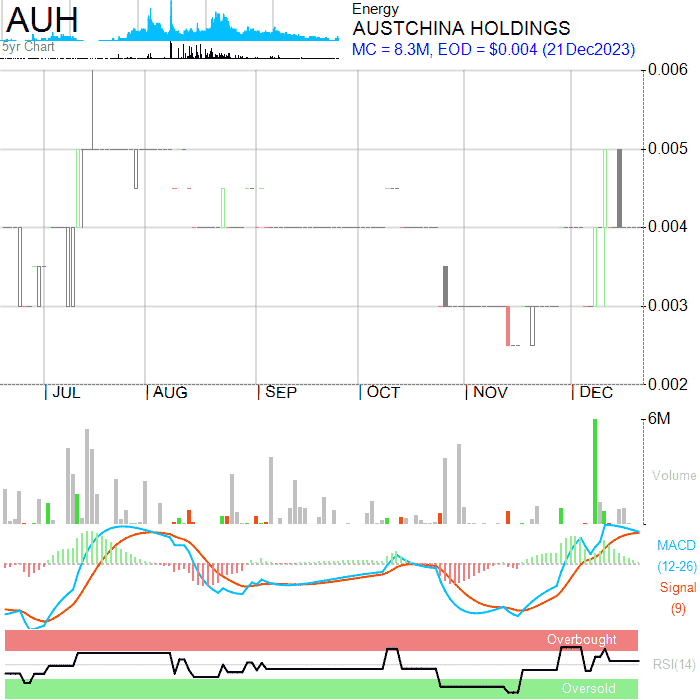 AUH
5yr Chart
Energy
AUSTCHINA HOLDINGS
MC = 8.3M, EOD = $0.004 (21Dec2023)
0.006
0.005
0.004
0.003
0.002
JUL AUG SEP OCT NOV DEC
6M
Volume
MACD
(12-26)
Signal
(9)
Overbought
RSI(14)
Oversold